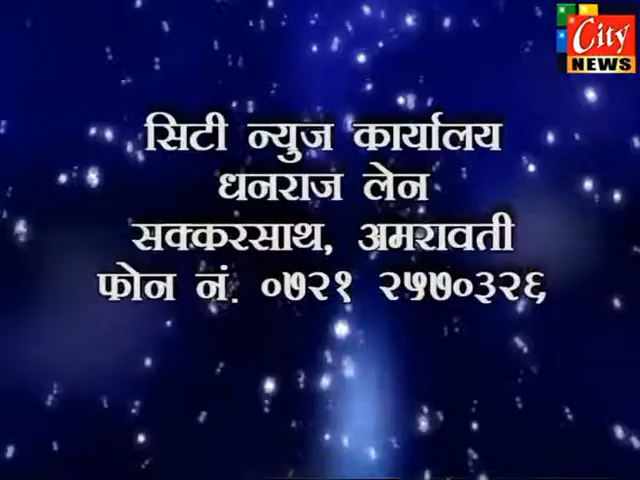 City
NEWS
सिटी न्युज कार्यालय
धनराज लेन
सक्करसाथ, अमरावती
फोन नं. ०७२१ २५७०३२६